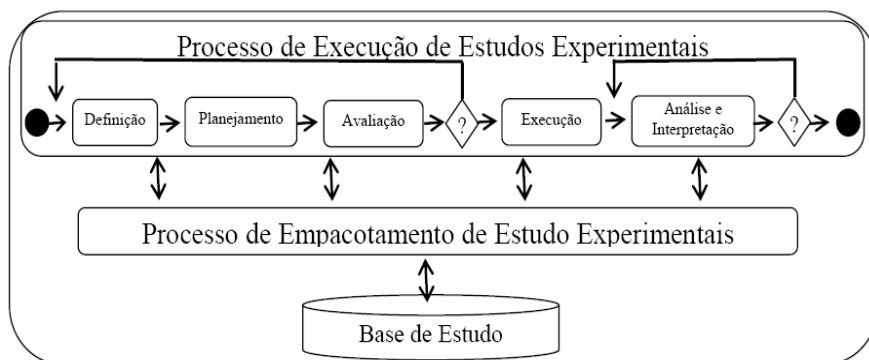 Processo de Execução de Estudos Experimentais
Definição
Planejamento
Avaliação
?
Execução
Análise e
Interpretação
?
Processo de Empacotamento de Estudo Experimentais
Base de Estudo